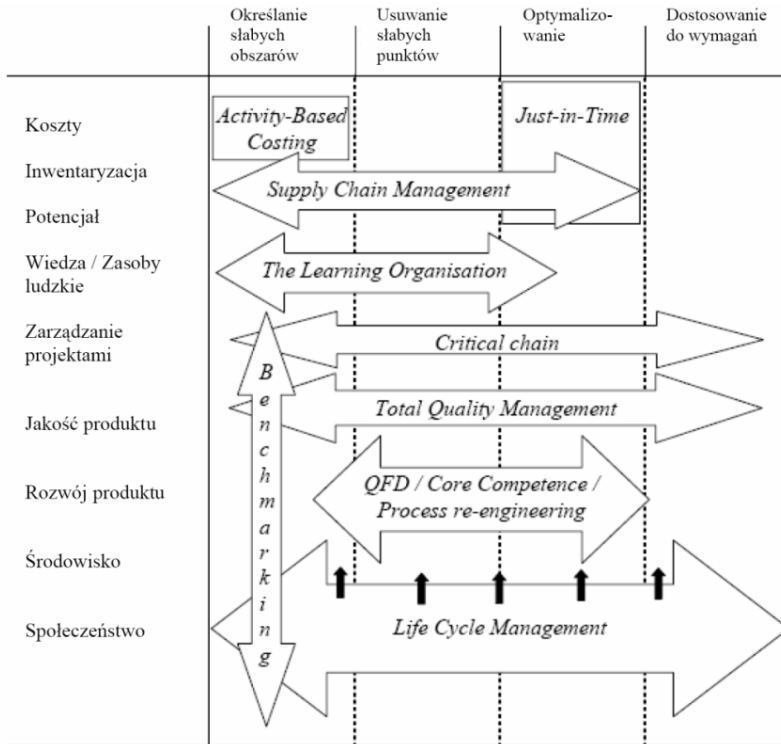 Określanie
słabych
obszarów
Usuwanie
słabych
punktów
Optymalizo-
wanie
Dostosowanie
do wymagań
Koszty
Activity-Based
Costing
Just-in-Time
Inwentaryzacja
Supply Chain Management
Potencjał
Wiedza / Zasoby
ludzkie
The Learning Organisation
Zarządzanie
projektami
Critical chain
Benchmarking
Jakość produktu
Total Quality Management
Rozwój produktu
QFD / Core Competence /
Process re-engineering
Środowisko
Społeczeństwo
Life Cycle Management